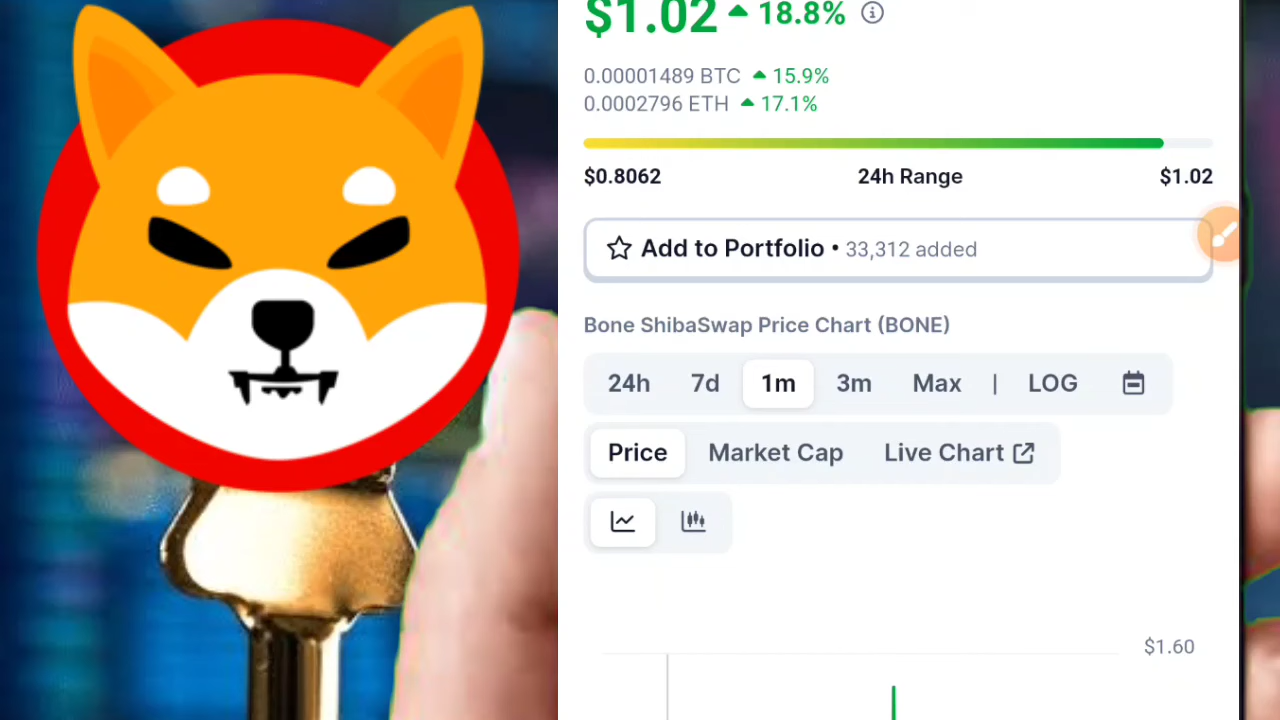 $1.02 18.8%
0.00001489 BTC 15.9%
0.0002796 ETH 17.1%
$0.8062 24h Range $1.02
Add to Portfolio • 33,312 added
Bone ShibaSwap Price Chart (BONE)
24h 7d 1m 3m Max | LOG
Price Market Cap Live Chart
$1.60